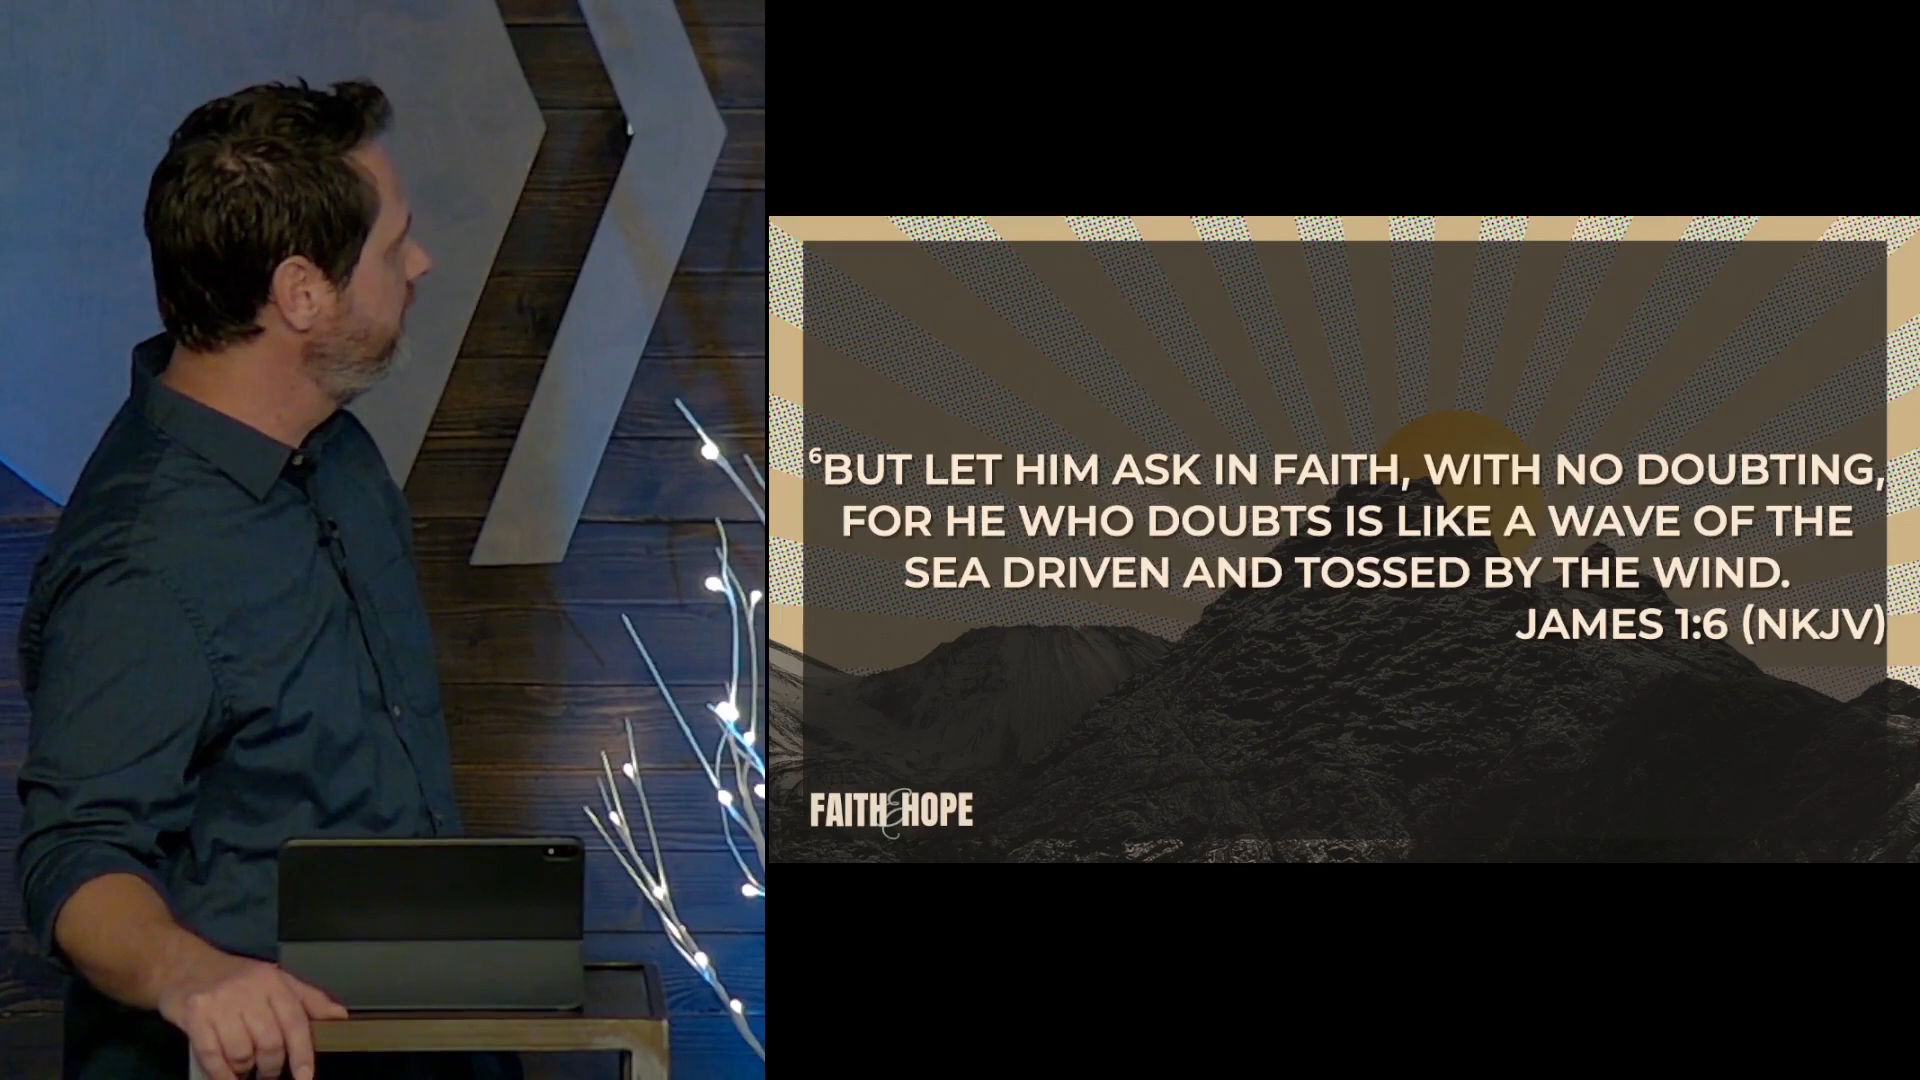 ⁶BUT LET HIM ASK IN FAITH, WITH NO DOUBTING,
FOR HE WHO DOUBTS IS LIKE A WAVE OF THE
SEA DRIVEN AND TOSSED BY THE WIND.
JAMES 1:6 (NKJV)
FAITH & HOPE